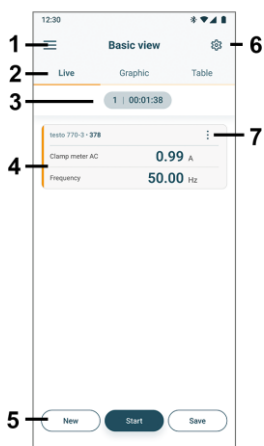 12:30
1 Basic view 6
2 Live Graphic Table
3 1 | 00:01:38
testo 770-3 - 378 7
4 Clamp meter AC 0.99 A
Frequency 50.00 Hz
5 New Start Save